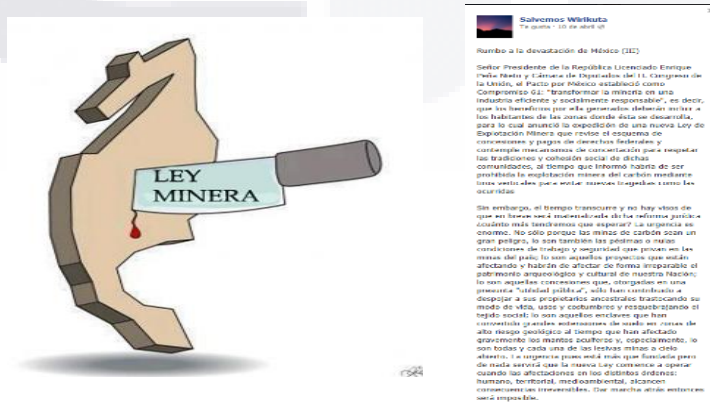 LEY
MINERA
Salvemos Wirikuta
Te gusta · 10 de abril
Rumbo a la devastación de México (III)
Señor Presidente de la República Licenciado Enrique
Peña Nieto y Cámara de Diputados del H. Congreso de
la Unión, el Pacto por México estableció como
Compromiso 61: "transformar la minería en una
industria eficiente y socialmente responsable", es decir,
que los beneficios por ella generados deberán incluir a
los habitantes de las zonas donde ésta se desarrolla,
para lo cual anunció la expedición de una nueva Ley de
Explotación Minera que revise el esquema de
concesiones y pagos de derechos federales y
contemple mecanismos de concertación para respetar
las tradiciones y cohesión social de dichas
comunidades, al tiempo que informó habría de ser
prohibida la explotación minera del carbón mediante
tiros verticales para evitar nuevas tragedias como las
ocurridas
Sin embargo, el tiempo transcurre y no hay visos de
que en breve será materializada dicha reforma jurídica
¿cuánto más tendremos que esperar? La urgencia es
enorme. No sólo porque las minas de carbón sean un
gran peligro, lo son también las pésimas o nulas
condiciones de trabajo y seguridad que privan en las
minas del país; lo son aquellos proyectos que están
afectando y habrán de afectar de forma irreparable el
patrimonio arqueológico y cultural de nuestra Nación;
lo son aquellas concesiones que, otorgadas en una
presunta "utilidad pública", sólo han contribuido a
despojar a sus propietarios ancestrales trastocando su
modo de vida, usos y costumbres y resquebrajando el
tejido social; lo son aquellos enclaves que han
convertido grandes extensiones de suelo en zonas de
alto riesgo geológico al tiempo que han afectado
gravemente los mantos acuíferos y, especialmente, lo
son todas y cada una de las lesivas minas a cielo
abierto. La urgencia pues está más que fundada pero
de nada servirá que la nueva Ley comience a operar
cuando las afectaciones en los distintos órdenes:
humano, territorial, medioambiental, alcancen
consecuencias irreversibles. Dar marcha atrás entonces
será imposible.